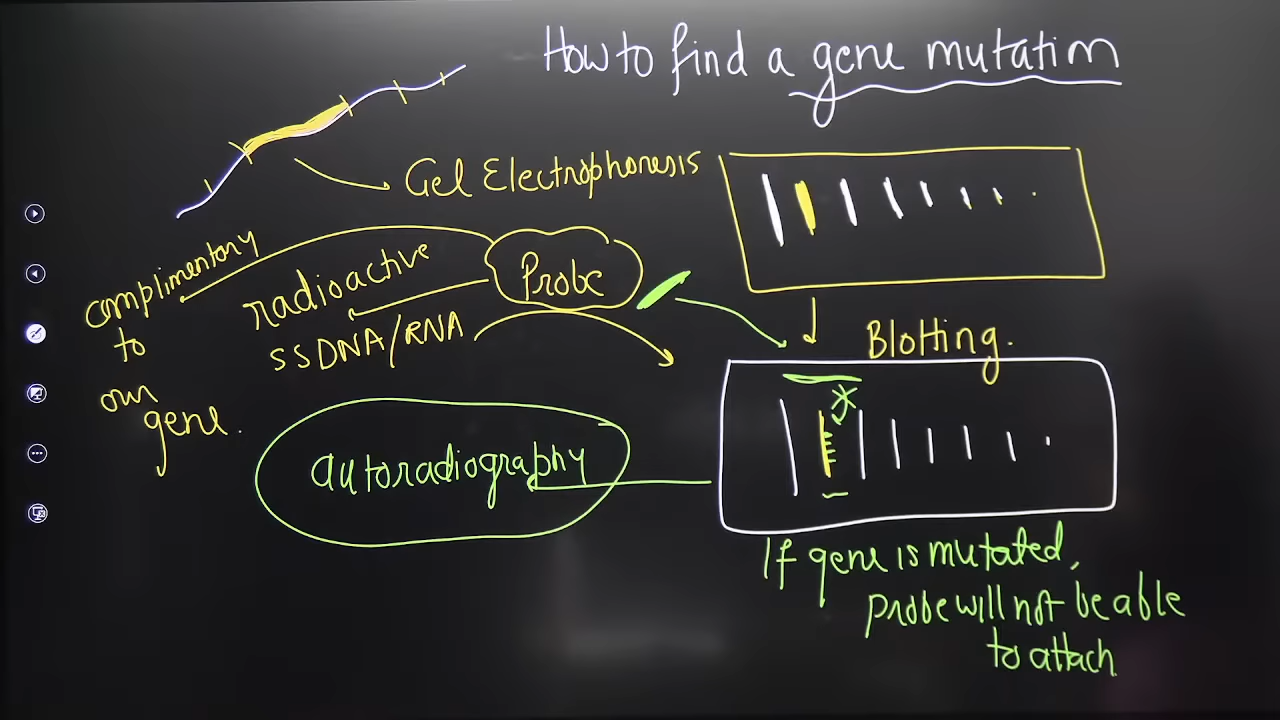 How to find a gene mutation
Gel Electrophoresis
Probe
complimentary
to
our
gene.
radioactive
SSDNA/RNA
Blotting.
autoradiography
If gene is mutated,
probe will not be able
to attach